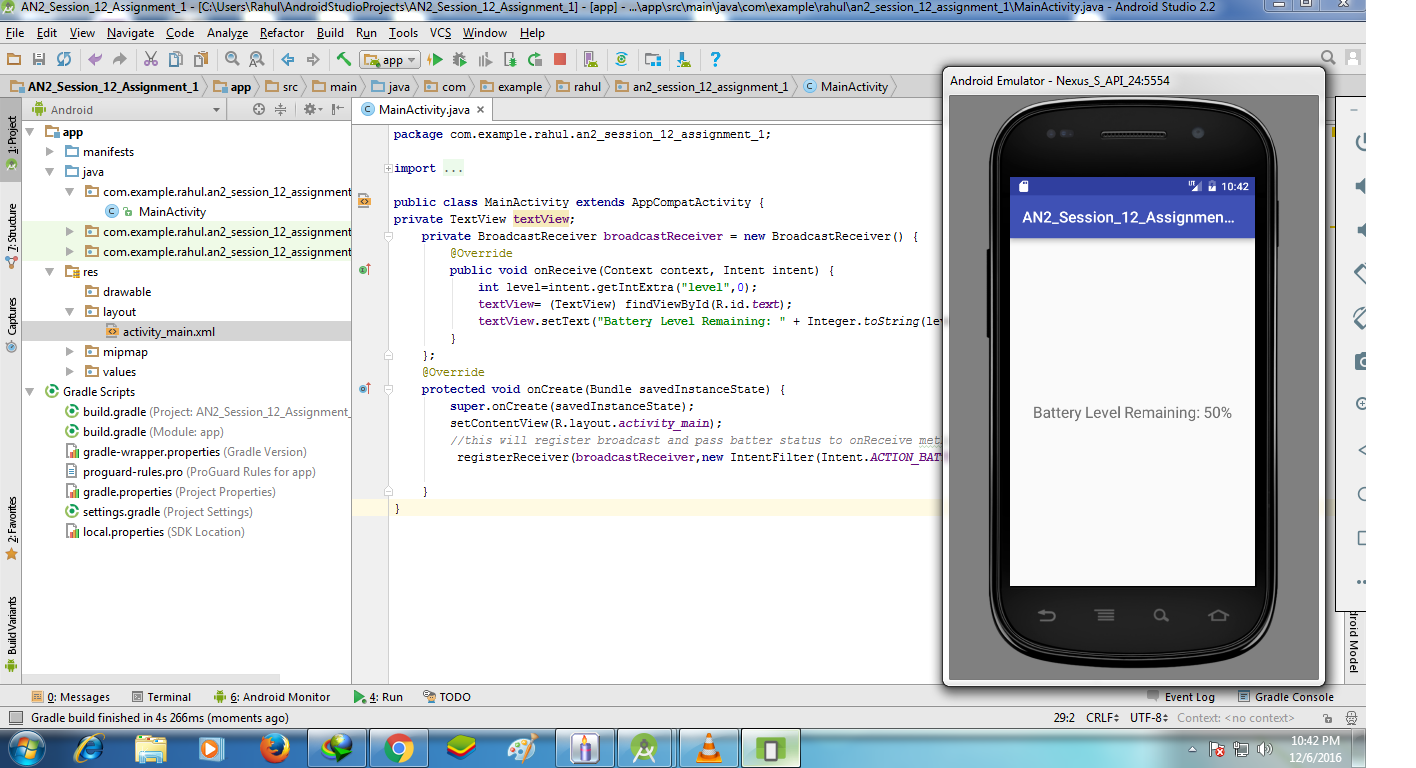 AN2_Session_12_Assignment_1 - [C:\Users\Rahul\AndroidStudioProjects\AN2_Session_12_Assignment_1] - [app] - ...\app\src\main\java\com\example\rahul\an2_session_12_assignment_1\MainActivity.java - Android Studio 2.2
File Edit View Navigate Code Analyze Refactor Build Run Tools VCS Window Help
app
AN2_Session_12_Assignment_1 app src main java com example rahul an2_session_12_assignment_1 MainActivity
Android
MainActivity.java
1: Project
7: Structure
Captures
2: Favorites
Build Variants
app
manifests
java
com.example.rahul.an2_session_12_assignment
MainActivity
com.example.rahul.an2_session_12_assignment
com.example.rahul.an2_session_12_assignment
res
drawable
layout
activity_main.xml
mipmap
values
Gradle Scripts
build.gradle (Project: AN2_Session_12_Assignment_
build.gradle (Module: app)
gradle-wrapper.properties (Gradle Version)
proguard-rules.pro (ProGuard Rules for app)
gradle.properties (Project Properties)
settings.gradle (Project Settings)
local.properties (SDK Location)
package com.example.rahul.an2_session_12_assignment_1;
import ...
public class MainActivity extends AppCompatActivity {
private TextView textView;
private BroadcastReceiver broadcastReceiver = new BroadcastReceiver() {
@Override
public void onReceive(Context context, Intent intent) {
int level=intent.getIntExtra("level",0);
textView= (TextView) findViewById(R.id.text);
textView.setText("Battery Level Remaining: " + Integer.toString(le
}
};
@Override
protected void onCreate(Bundle savedInstanceState) {
super.onCreate(savedInstanceState);
setContentView(R.layout.activity_main);
//this will register broadcast and pass batter status to onReceive met
registerReceiver(broadcastReceiver,new IntentFilter(Intent.ACTION_BAT
}
}
Android Emulator - Nexus_S_API_24:5554
10:42
AN2_Session_12_Assignmen...
Battery Level Remaining: 50%
droid Model
0: Messages Terminal 6: Android Monitor 4: Run TODO Event Log Gradle Console
Gradle build finished in 4s 266ms (moments ago) 29:2 CRLF UTF-8 Context: <no context>
10:42 PM
12/6/2016